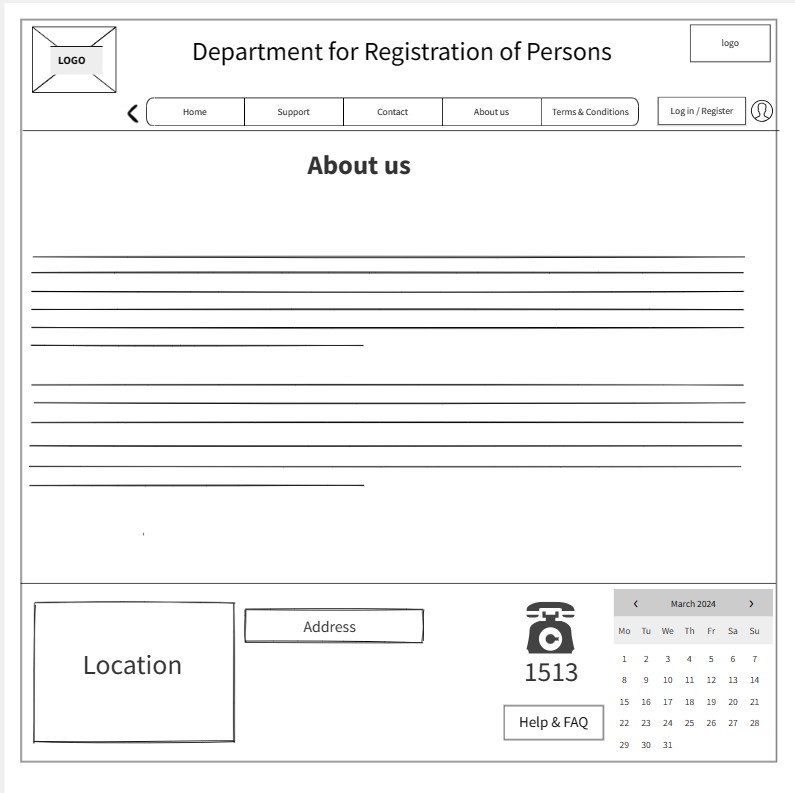 LOGO
Department for Registration of Persons
logo
Home Support Contact About us Terms & Conditions
Log in / Register
About us
Location
Address
1513
Help & FAQ
March 2024
Mo Tu We Th Fr Sa Su
1 2 3 4 5 6 7
8 9 10 11 12 13 14
15 16 17 18 19 20 21
22 23 24 25 26 27 28
29 30 31